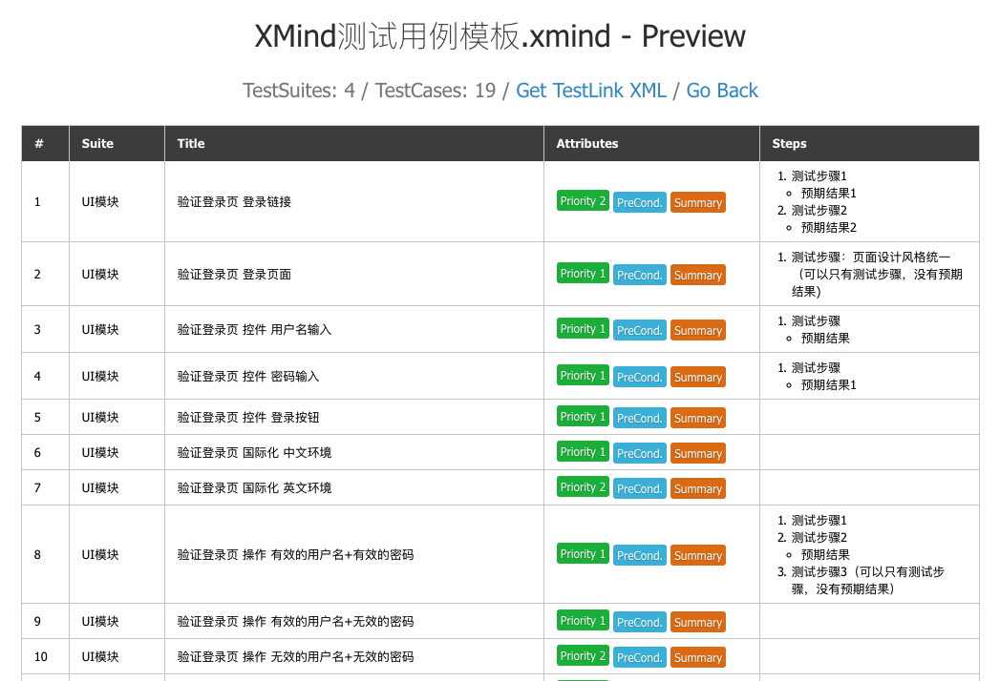 XMind测试用例模板.xmind - Preview
TestSuites: 4 / TestCases: 19 / Get TestLink XML / Go Back
# Suite Title Attributes Steps
1 UI模块 验证登录页 登录链接 Priority 2 PreCond. Summary
1. 测试步骤1
预期结果1
2. 测试步骤2
预期结果2
2 UI模块 验证登录页 登录页面 Priority 1 PreCond. Summary
1. 测试步骤：页面设计风格统一
（可以只有测试步骤，没有预期
结果)
3 UI模块 验证登录页 控件 用户名输入 Priority 1 PreCond. Summary
1. 测试步骤
预期结果
4 UI模块 验证登录页 控件 密码输入 Priority 1 PreCond. Summary
1. 测试步骤
预期结果1
5 UI模块 验证登录页 控件 登录按钮 Priority 1 PreCond. Summary
6 UI模块 验证登录页 国际化 中文环境 Priority 1 PreCond. Summary
7 UI模块 验证登录页 国际化 英文环境 Priority 2 PreCond. Summary
8 UI模块 验证登录页 操作 有效的用户名+有效的密码 Priority 1 PreCond. Summary
1. 测试步骤1
2. 测试步骤2
预期结果
3. 测试步骤3（可以只有测试步
骤，没有预期结果）
9 UI模块 验证登录页 操作 有效的用户名+无效的密码 Priority 1 PreCond. Summary
10 UI模块 验证登录页 操作 无效的用户名+无效的密码 Priority 2 PreCond. Summary